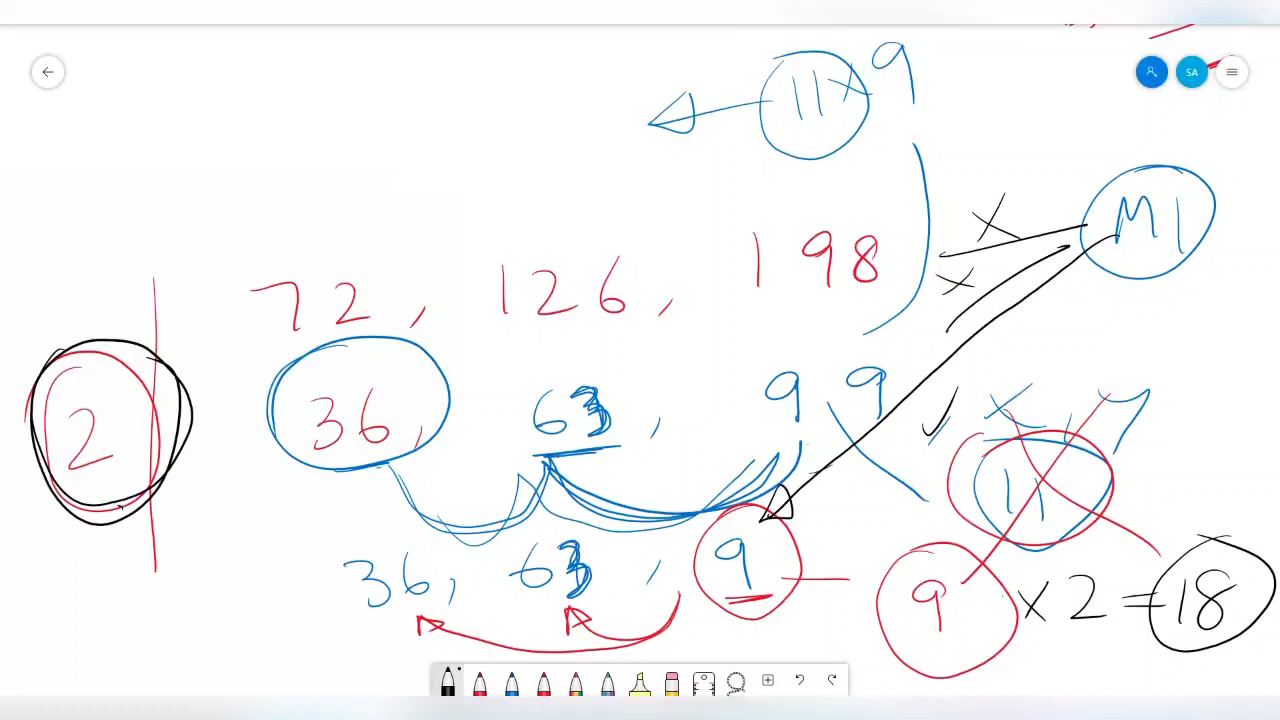 11 × 9
SA
M1
72, 126, 198
2 36, 63, 99
11
36, 63, 9
9 × 2 = 18